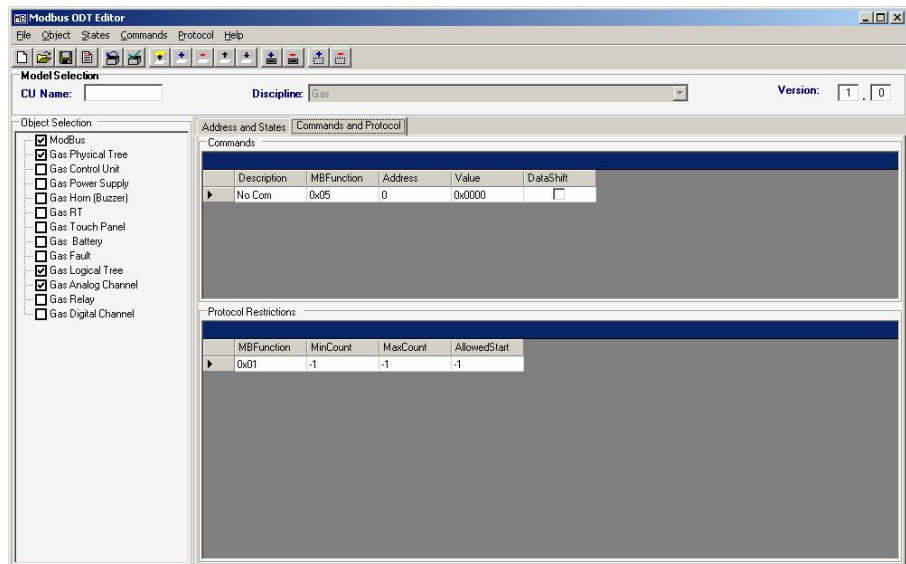 Modbus ODT Editor
File Object States Commands Protocol Help
Model Selection
CU Name: Discipline: Gas Version: 1 . 0
Object Selection
ModBus
Gas Physical Tree
Gas Control Unit
Gas Power Supply
Gas Horn (Buzzer)
Gas RT
Gas Touch Panel
Gas Battery
Gas Fault
Gas Logical Tree
Gas Analog Channel
Gas Relay
Gas Digital Channel
Address and States Commands and Protocol
Commands
Description MBFunction Address Value DataShift
No Com 0x05 0 0x0000
Protocol Restrictions
MBFunction MinCount MaxCount AllowedStart
0x01 -1 -1 -1